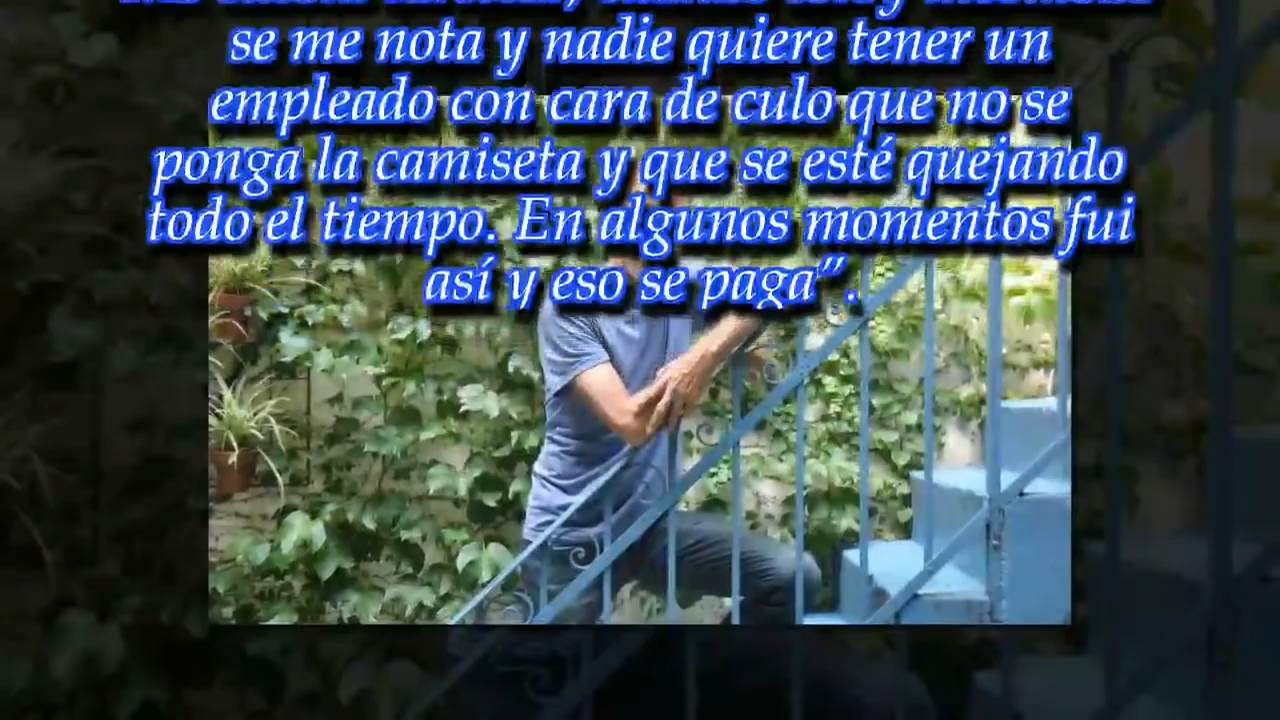 se me nota y nadie quiere tener un
empleado con cara de culo que no se
ponga la camiseta y que se esté quejando
todo el tiempo. En algunos momentos fui
así y eso se paga”.